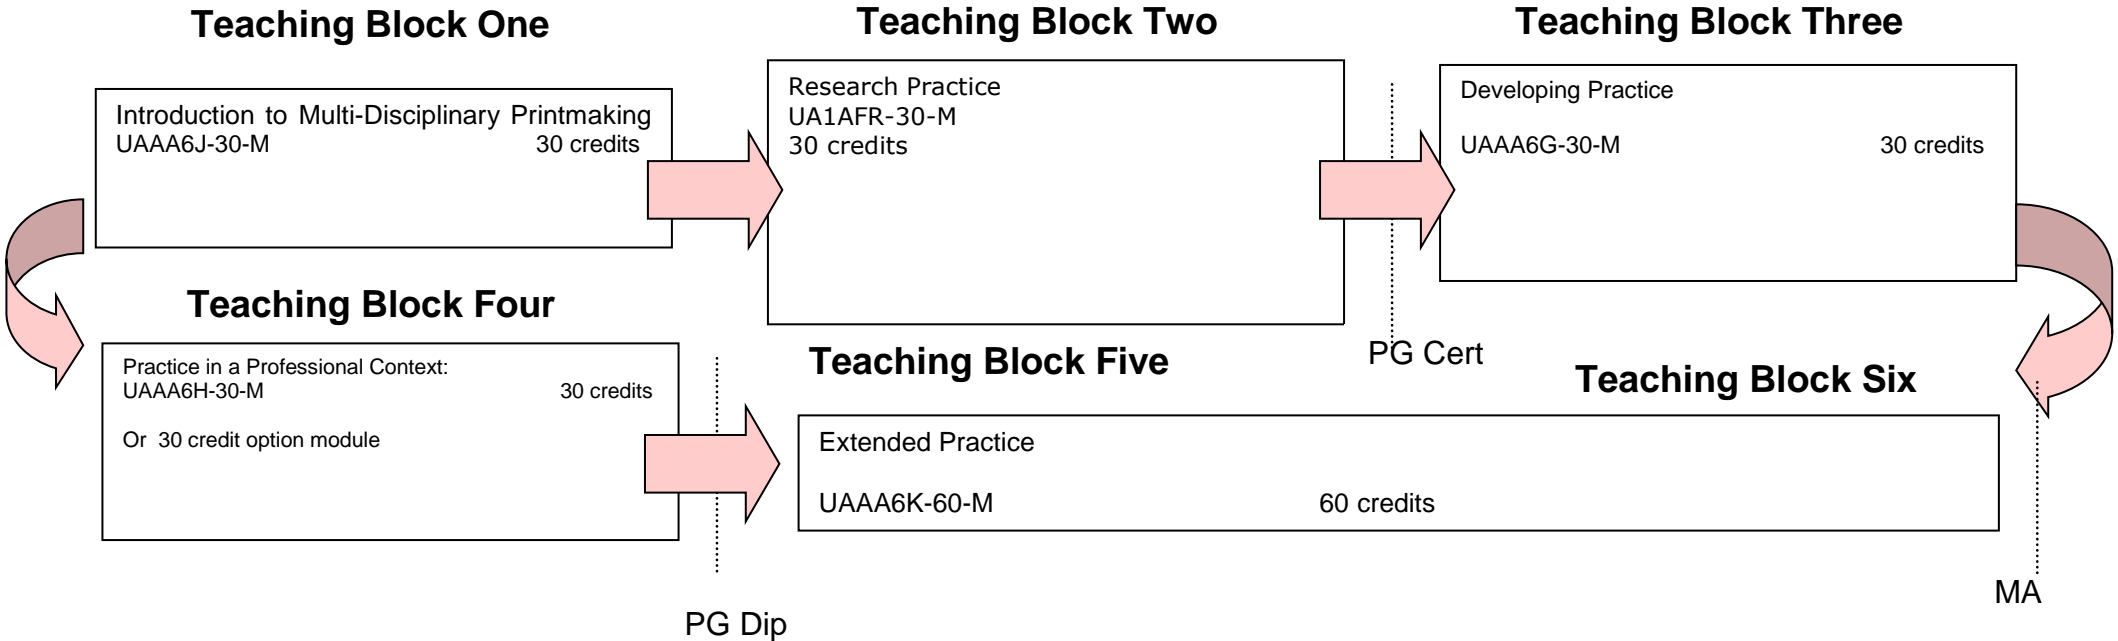 Teaching Block One
Teaching Block Two
Teaching Block Three
Introduction to Multi-Disciplinary Printmaking
UAAA6J-30-M 30 credits
Research Practice
UA1AFR-30-M
30 credits
Developing Practice
UAAA6G-30-M 30 credits
PG Cert
Teaching Block Four
Teaching Block Five
Teaching Block Six
Practice in a Professional Context:
UAAA6H-30-M 30 credits
Or 30 credit option module
Extended Practice
UAAA6K-60-M 60 credits
PG Dip
MA